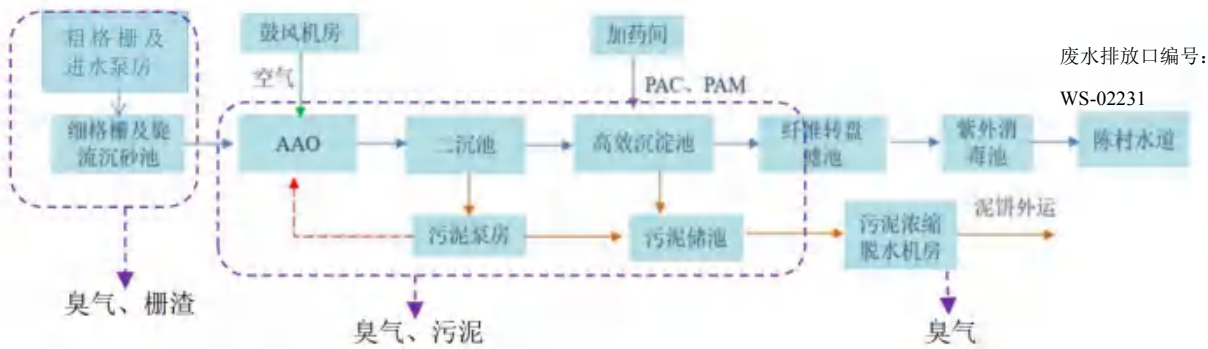 粗格栅及
进水泵房
鼓风机房
加药间
废水排放口编号：
WS-02231
空气
PAC、PAM
细格栅及旋
流沉砂池
AAO
二沉池
高效沉淀池
纤维转盘
滤池
紫外消
毒池
陈村水道
污泥泵房
污泥储池
污泥浓缩
脱水机房
泥饼外运
臭气、栅渣
臭气、污泥
臭气